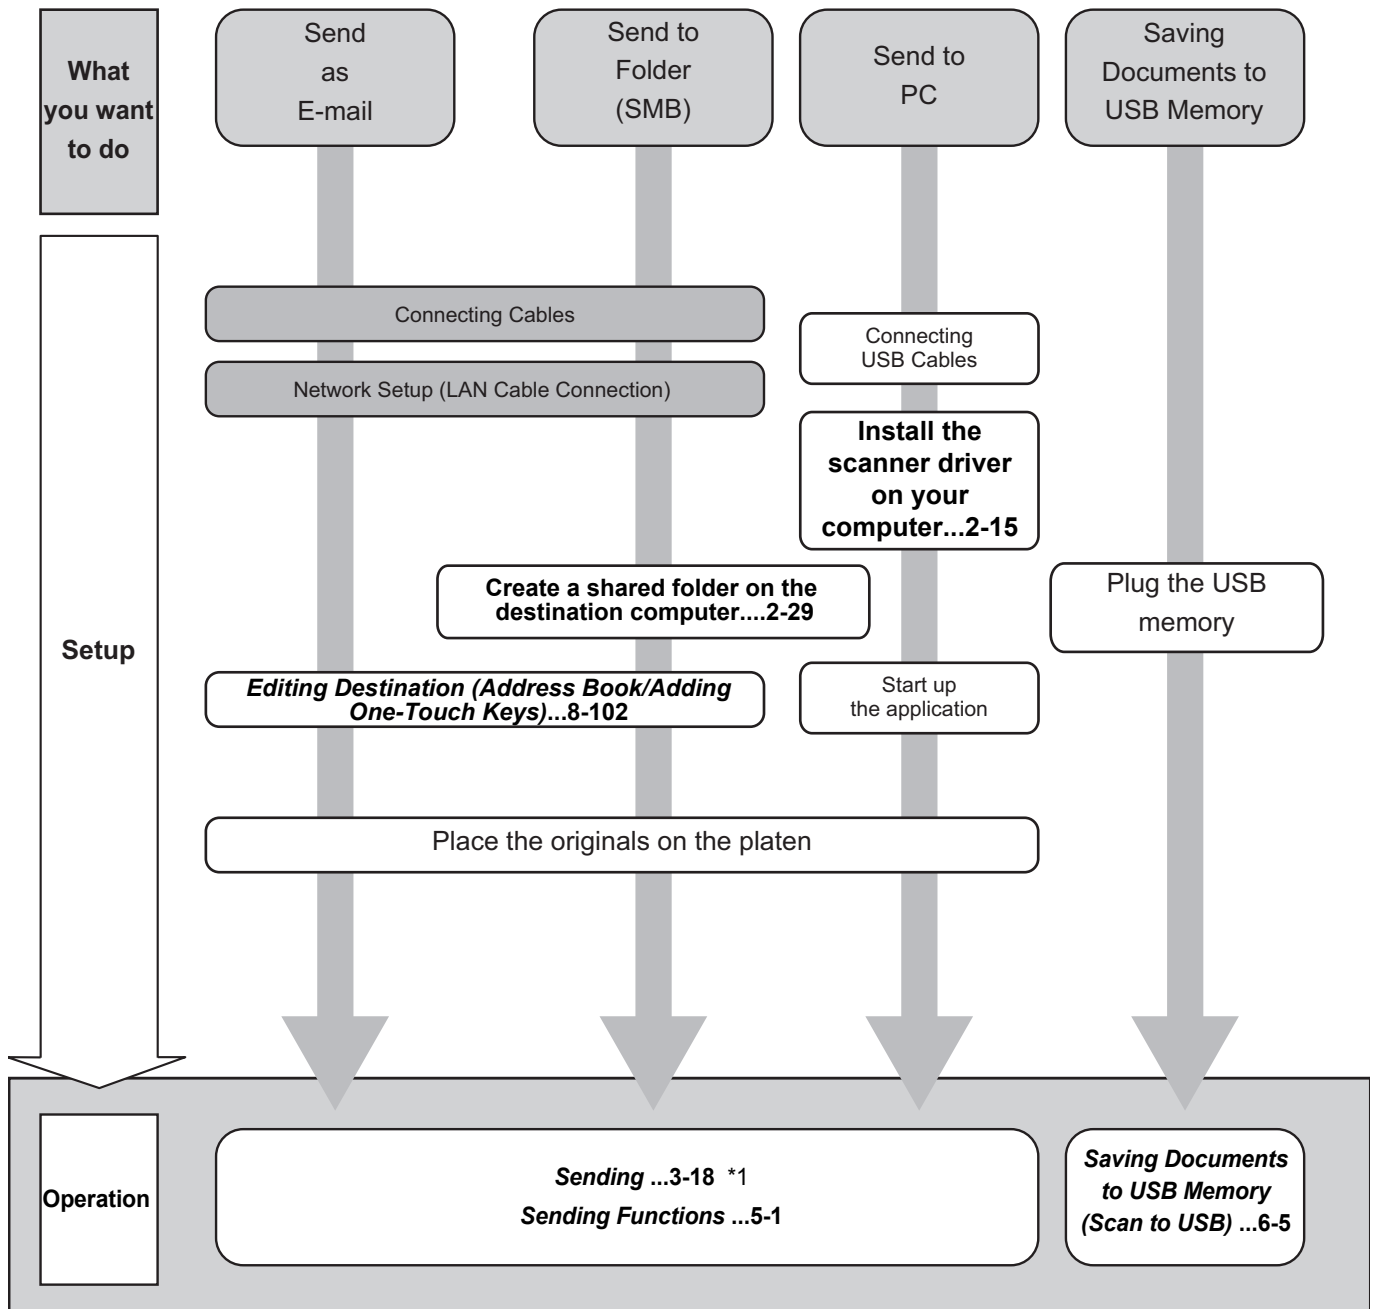 What
you want
to do
Send
as
E-mail
Send to
Folder
(SMB)
Send to
PC
Saving
Documents to
USB Memory
Setup
Connecting Cables
Network Setup (LAN Cable Connection)
Connecting
USB Cables
Install the
scanner driver
on your
computer...2-15
Create a shared folder on the
destination computer....2-29
Plug the USB
memory
Editing Destination (Address Book/Adding
One-Touch Keys)...8-102
Start up
the application
Place the originals on the platen
Operation
Sending ...3-18 *1
Sending Functions ...5-1
Saving Documents
to USB Memory
(Scan to USB) ...6-5